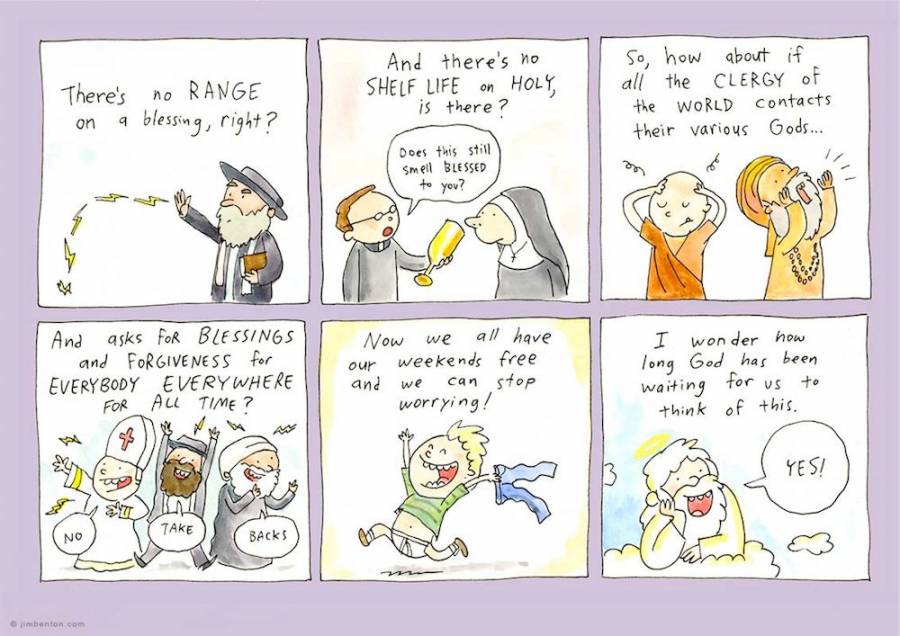 There's no RANGE
on a blessing, right?
And there's no
SHELF LIFE on HOLY,
is there?
Does this still
smell BLESSED
to you?
So, how about if
all the CLERGY of
the WORLD contacts
their various Gods...
And asks for BLESSINGS
and FORGIVENESS for
EVERYBODY EVERYWHERE
FOR ALL TIME?
NO
TAKE
BACKS
Now we all have
our weekends free
and we can stop
worrying!
I wonder how
long God has been
waiting for us to
think of this.
YES!
© jimbenton.com